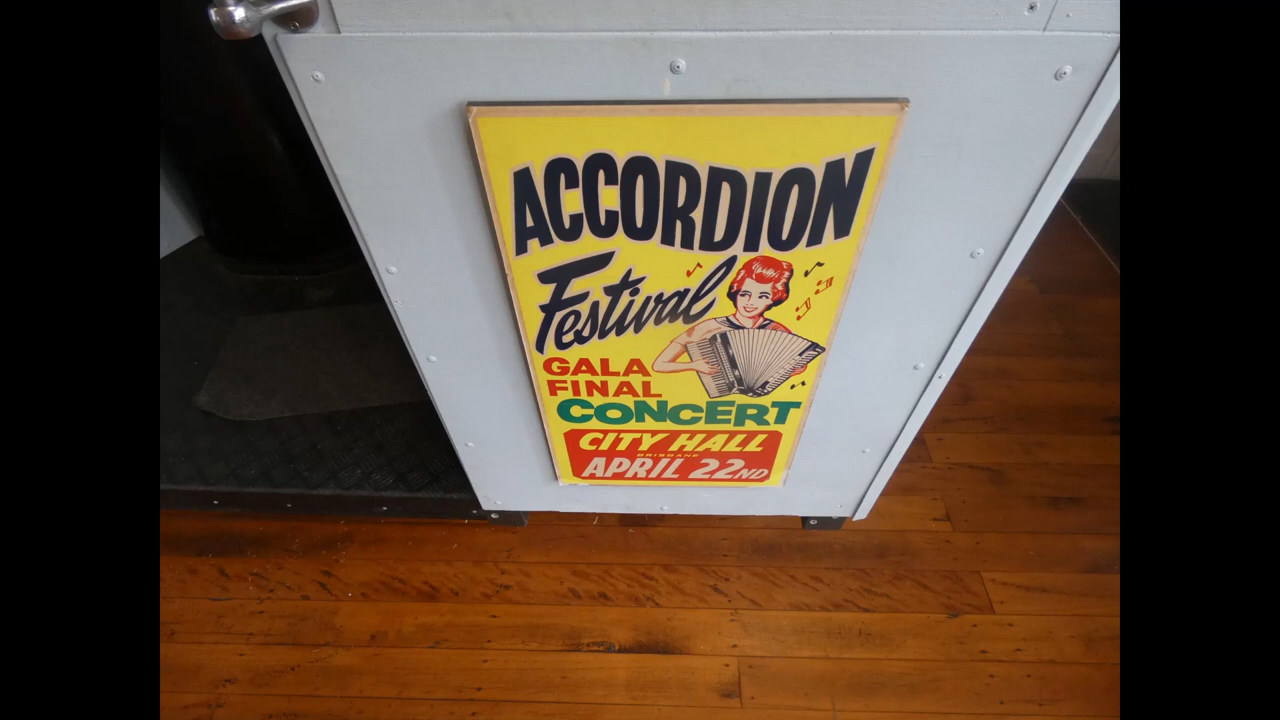 ACCORDION
Festival
GALA
FINAL
CONCERT
CITY HALL
BRISBANE
APRIL 22ND